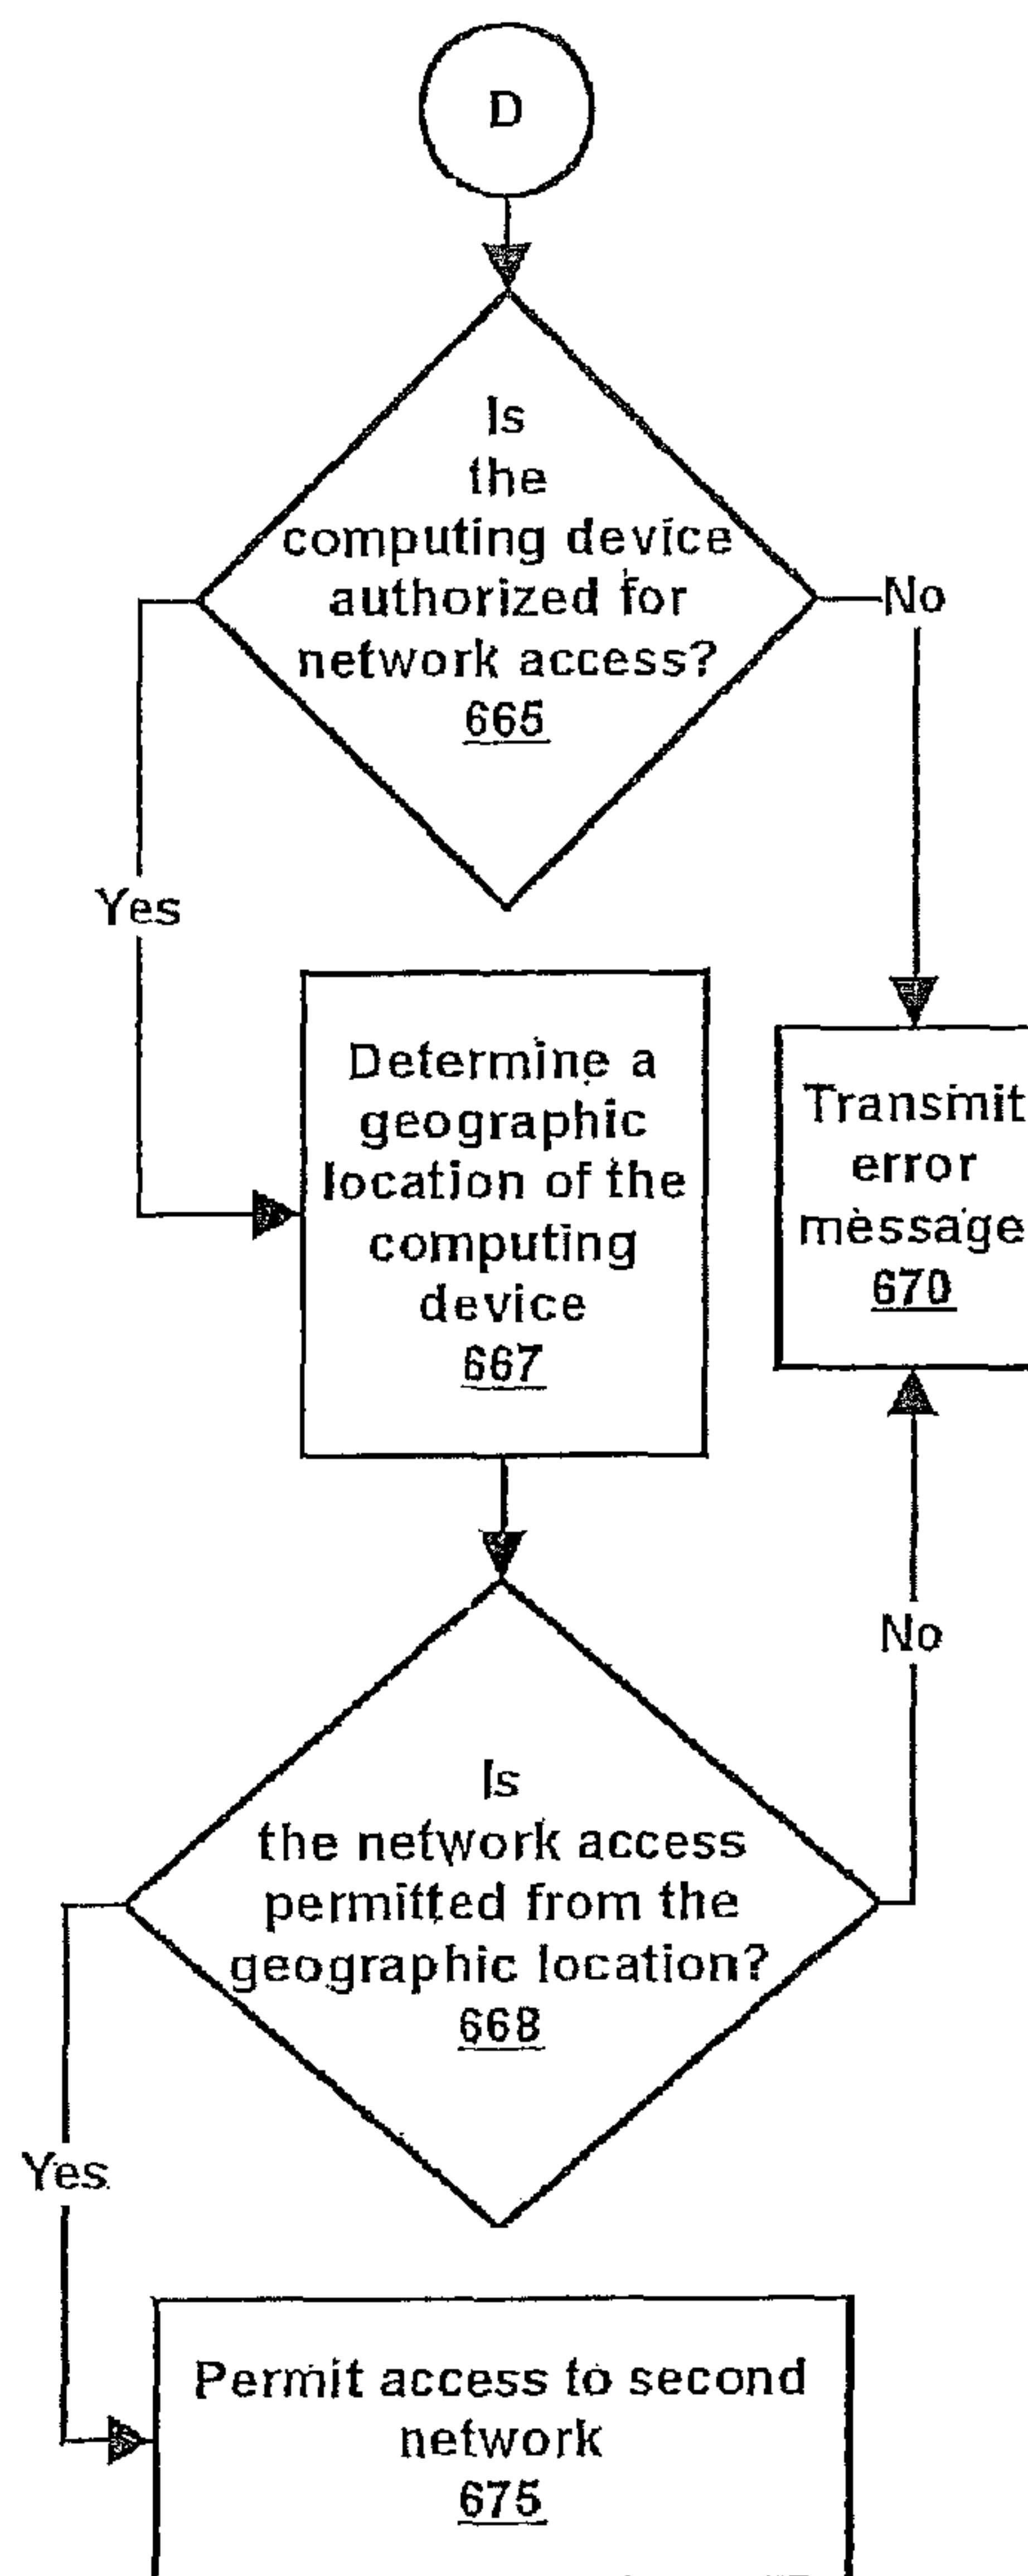 D
Is
the
computing device
authorized for
network access?
665
No
Yes
Determine a
geographic
location of the
computing
device
667
Transmit
error
message
670
No
Is
the network access
permitted from the
geographic location?
668
Yes
Permit access to second
network
675